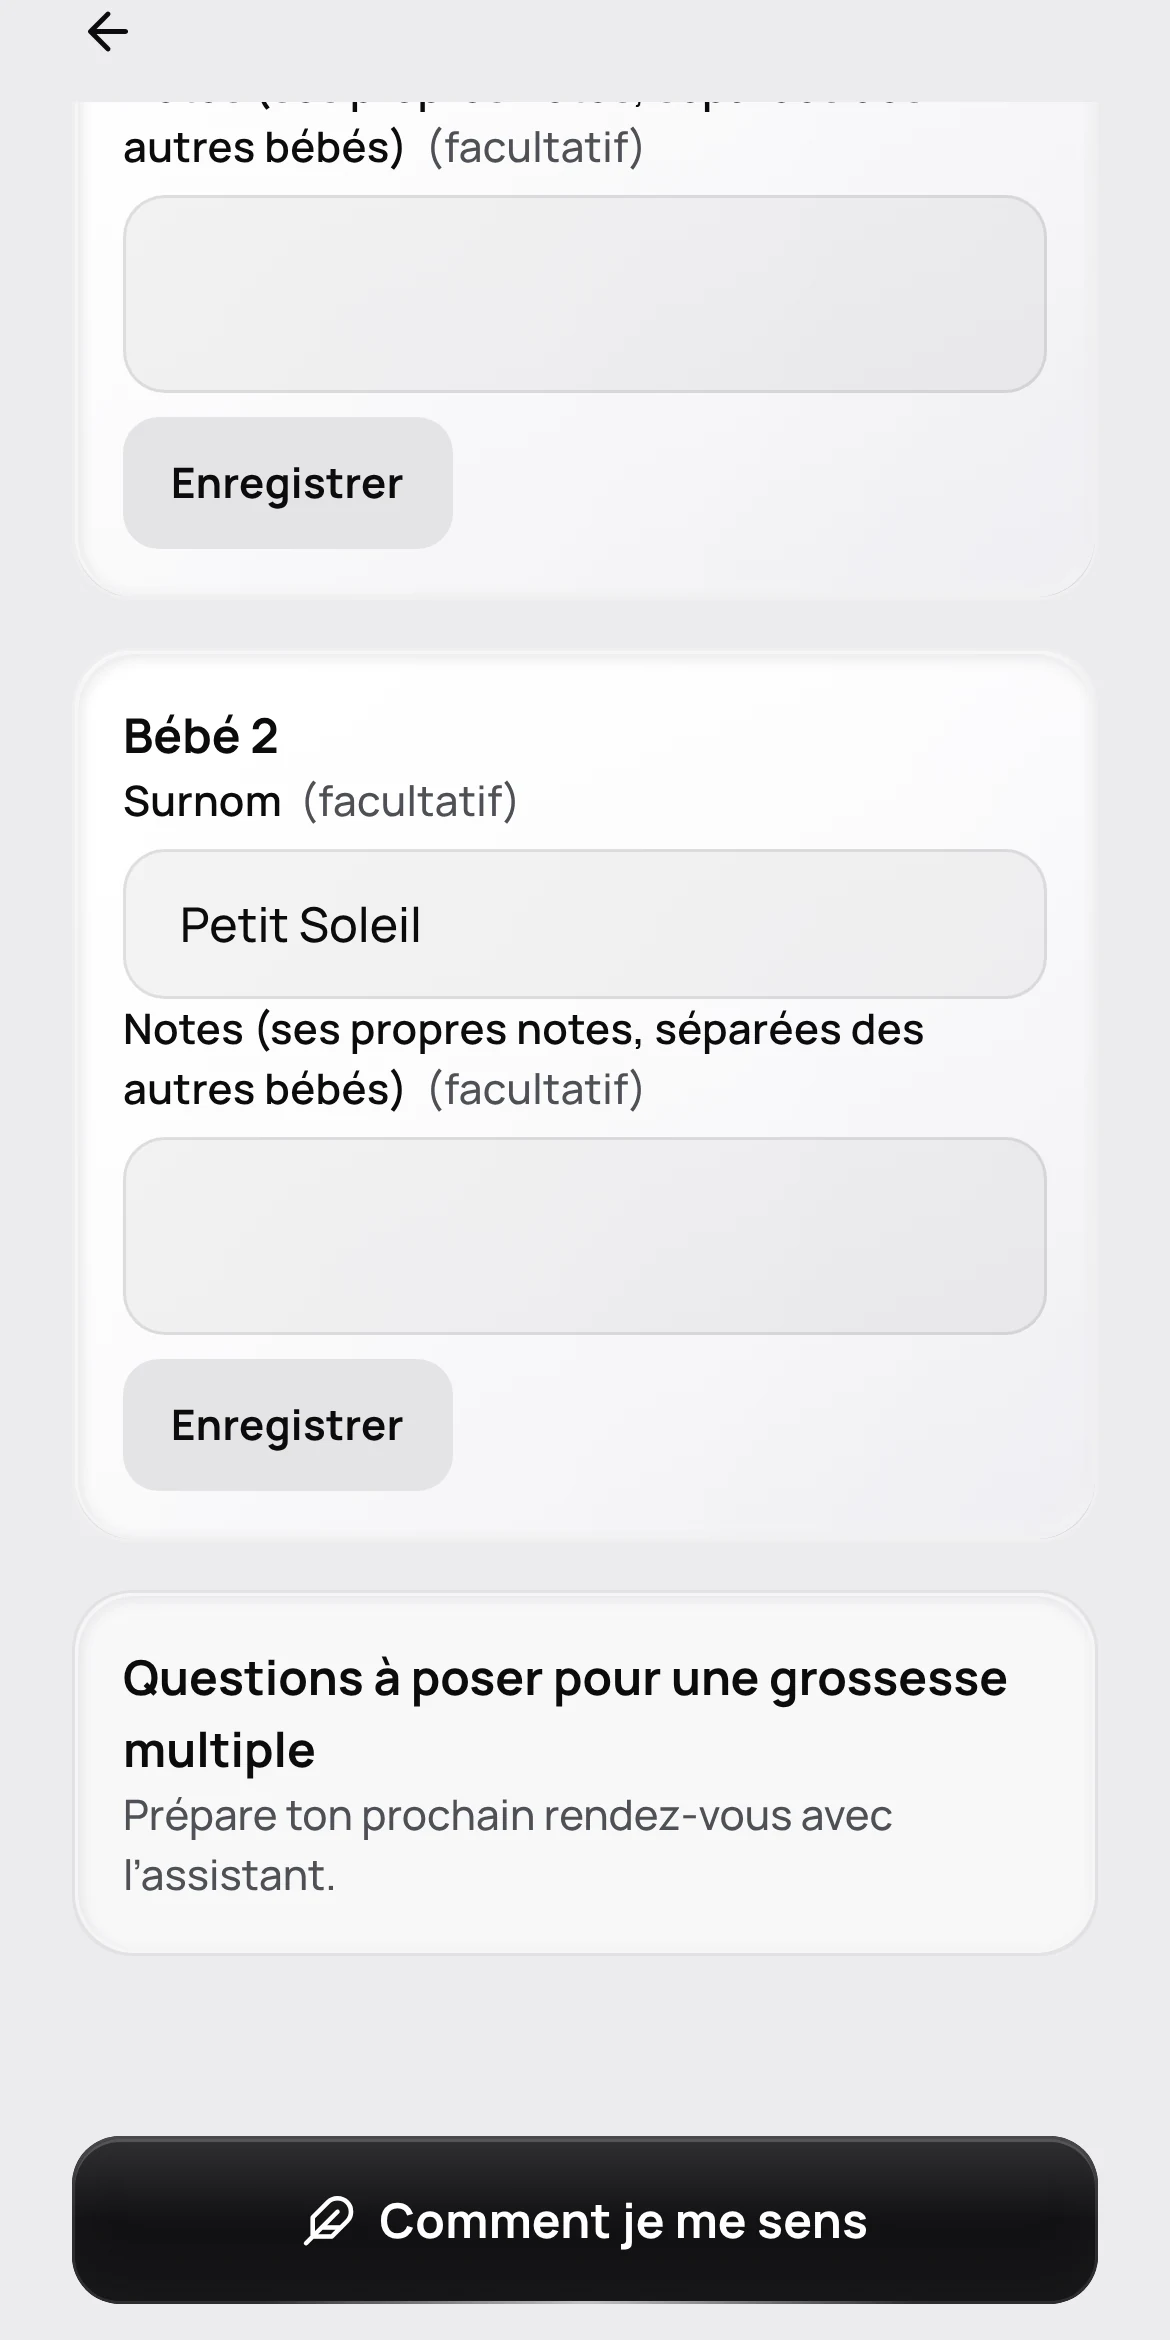 autres bébés) (facultatif)
Enregistrer
Bébé 2
Surnom (facultatif)
Petit Soleil
Notes (ses propres notes, séparées des
autres bébés) (facultatif)
Enregistrer
Questions à poser pour une grossesse
multiple
Prépare ton prochain rendez-vous avec
l'assistant.
Comment je me sens